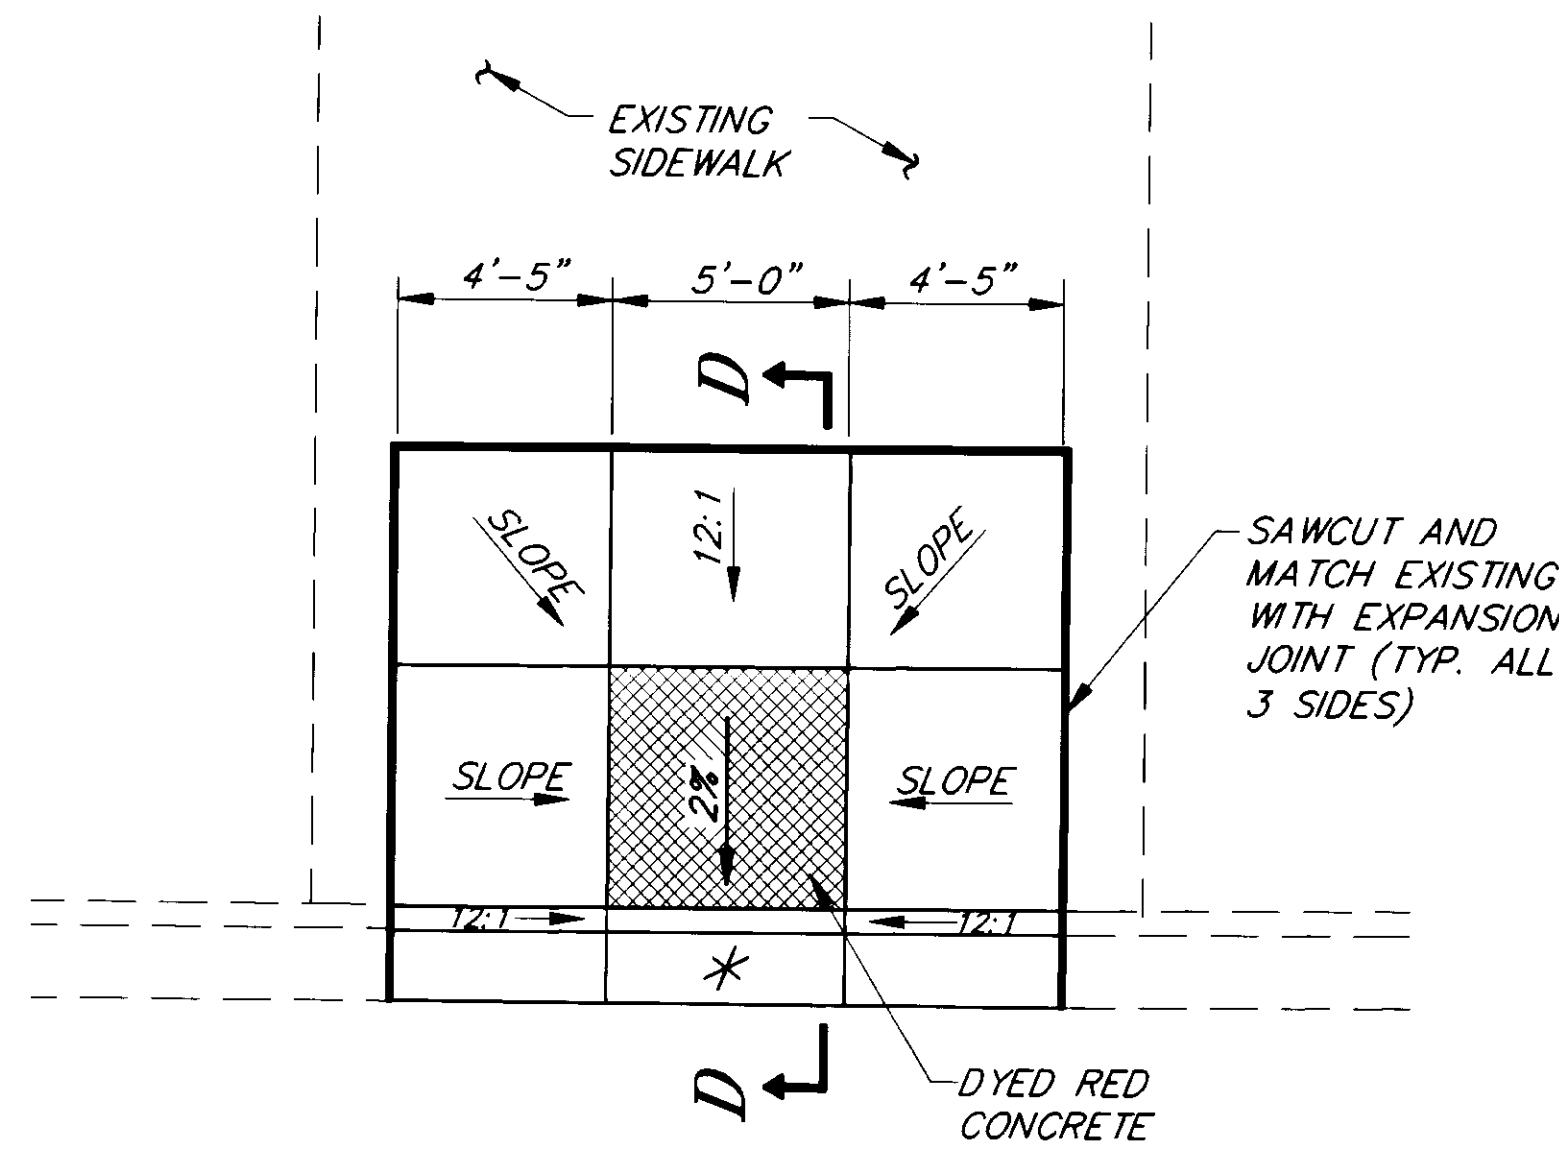 EXISTING
SIDEWALK
4'-5"
5'-0"
4'-5"
D
SLOPE
12:1
SLOPE
SAWCUT AND
MATCH EXISTING
WITH EXPANSION
JOINT (TYP. ALL
3 SIDES)
SLOPE
2%
SLOPE
12:1
12:1
*
D
DYED RED
CONCRETE